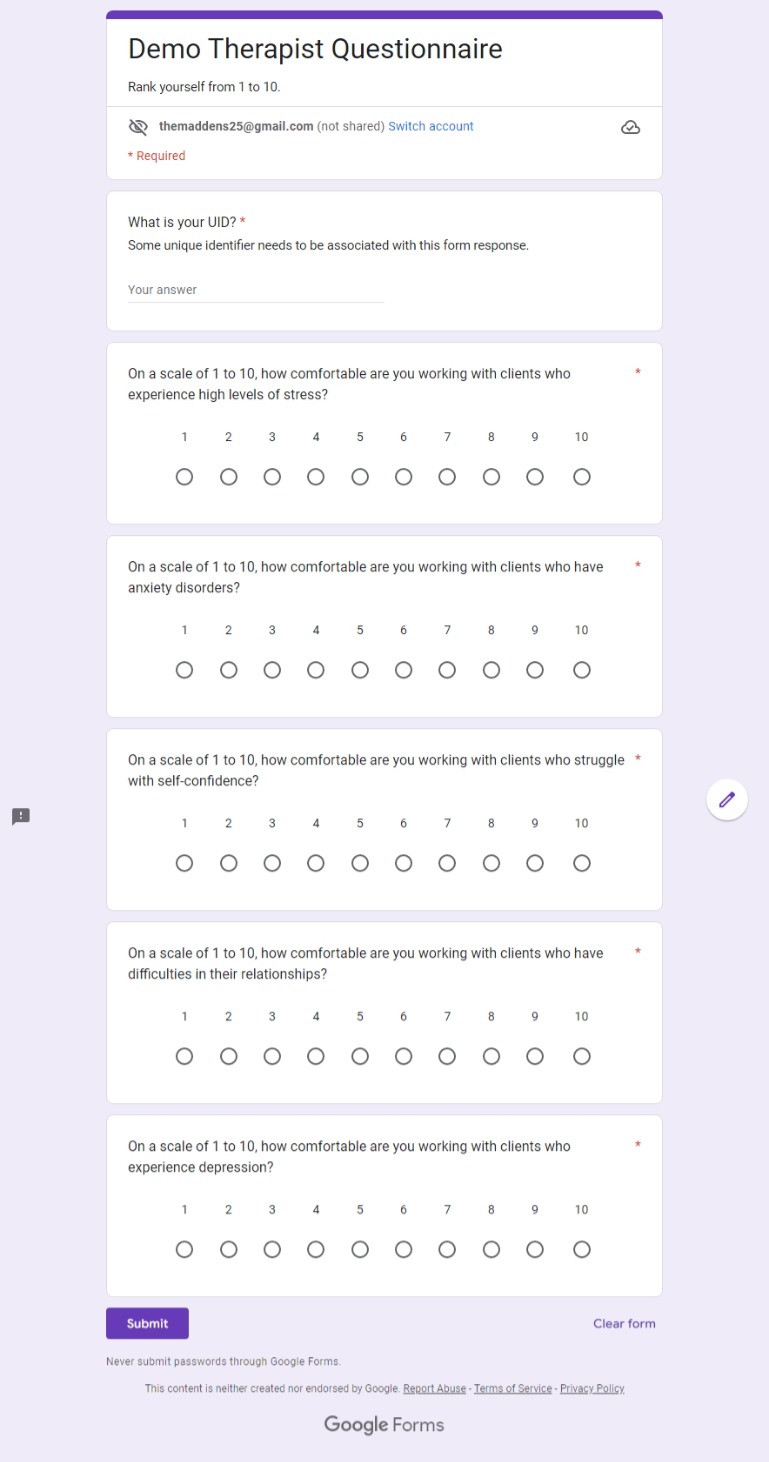 Demo Therapist Questionnaire
Rank yourself from 1 to 10.
themaddens25@gmail.com (not shared) Switch account
* Required
What is your UID? *
Some unique identifier needs to be associated with this form response.
Your answer
On a scale of 1 to 10, how comfortable are you working with clients who *
experience high levels of stress?
1 2 3 4 5 6 7 8 9 10
On a scale of 1 to 10, how comfortable are you working with clients who have *
anxiety disorders?
1 2 3 4 5 6 7 8 9 10
On a scale of 1 to 10, how comfortable are you working with clients who struggle *
with self-confidence?
1 2 3 4 5 6 7 8 9 10
On a scale of 1 to 10, how comfortable are you working with clients who have *
difficulties in their relationships?
1 2 3 4 5 6 7 8 9 10
On a scale of 1 to 10, how comfortable are you working with clients who *
experience depression?
1 2 3 4 5 6 7 8 9 10
Submit Clear form
Never submit passwords through Google Forms.
This content is neither created nor endorsed by Google. Report Abuse - Terms of Service - Privacy Policy
Google Forms